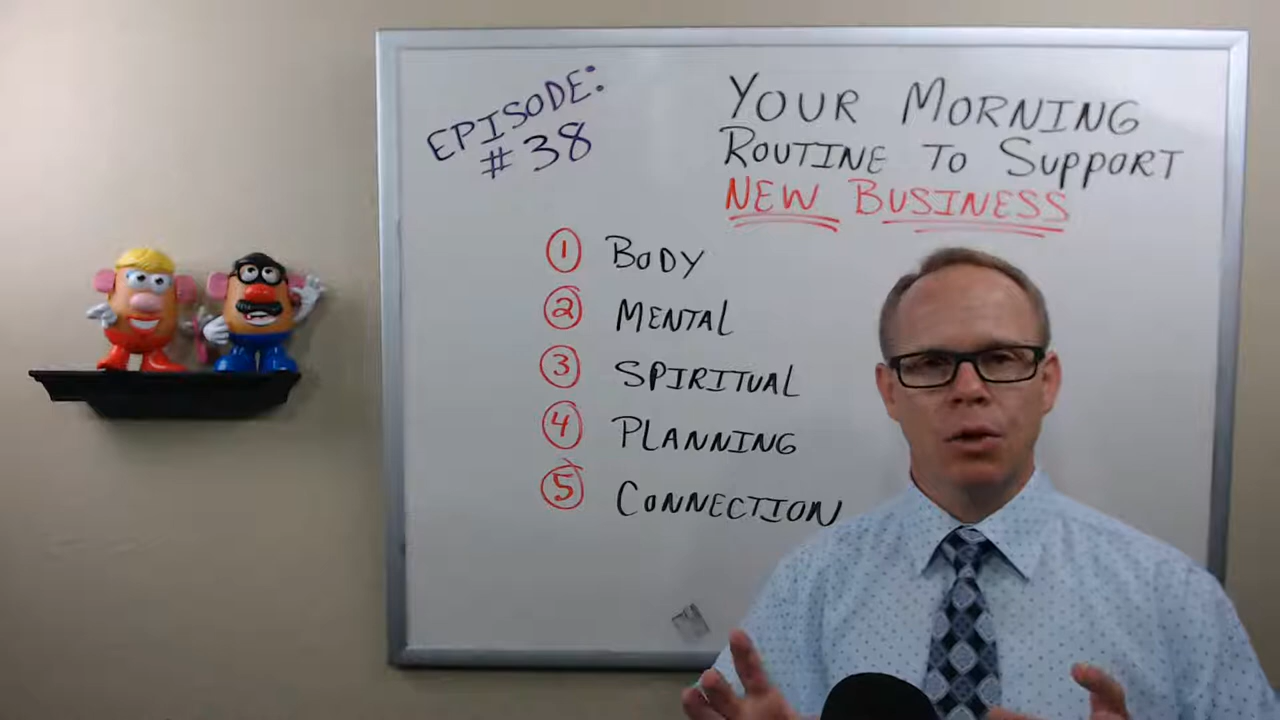 EPISODE:
#38
YOUR MORNING
ROUTINE TO SUPPORT
NEW BUSINESS
1 BODY
2 MENTAL
3 SPIRITUAL
4 PLANNING
5 CONNECTION